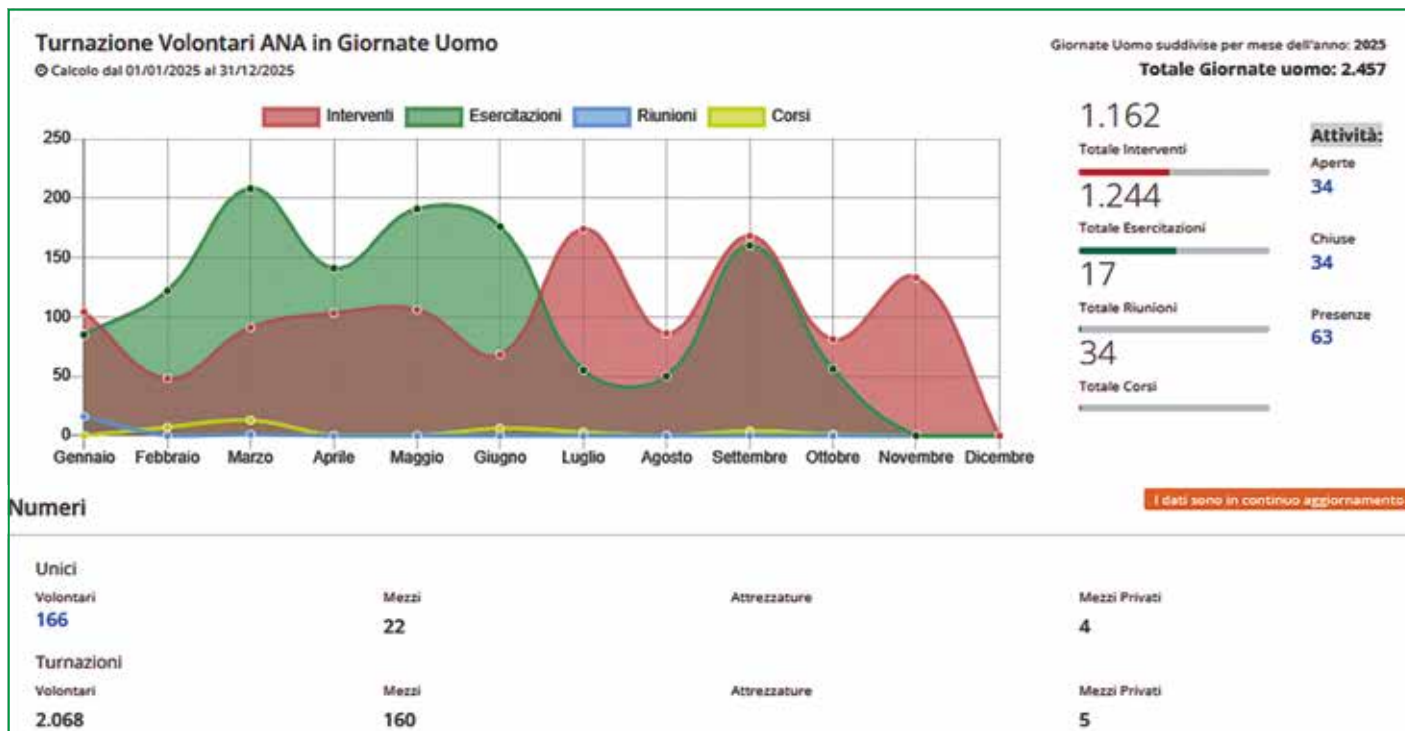 Turnazione Volontari ANA in Giornate Uomo
Calcolo dal 01/01/2025 al 31/12/2025
Giornate Uomo suddivise per mese dell'anno: 2025
Totale Giornate uomo: 2.457
Interventi Esercitazioni Riunioni Corsi
250
200
150
100
50
0
Gennaio Febbraio Marzo Aprile Maggio Giugno Luglio Agosto Settembre Ottobre Novembre Dicembre
1.162
Totale Interventi
1.244
Totale Esercitazioni
17
Totale Riunioni
34
Totale Corsi
Attività:
Aperte
34
Chiuse
34
Presenze
63
I dati sono in continuo aggiornamento
Numeri
Unici
Volontari Mezzi Attrezzature Mezzi Privati
166 22 4
Turnazioni
Volontari Mezzi Attrezzature Mezzi Privati
2.068 160 5